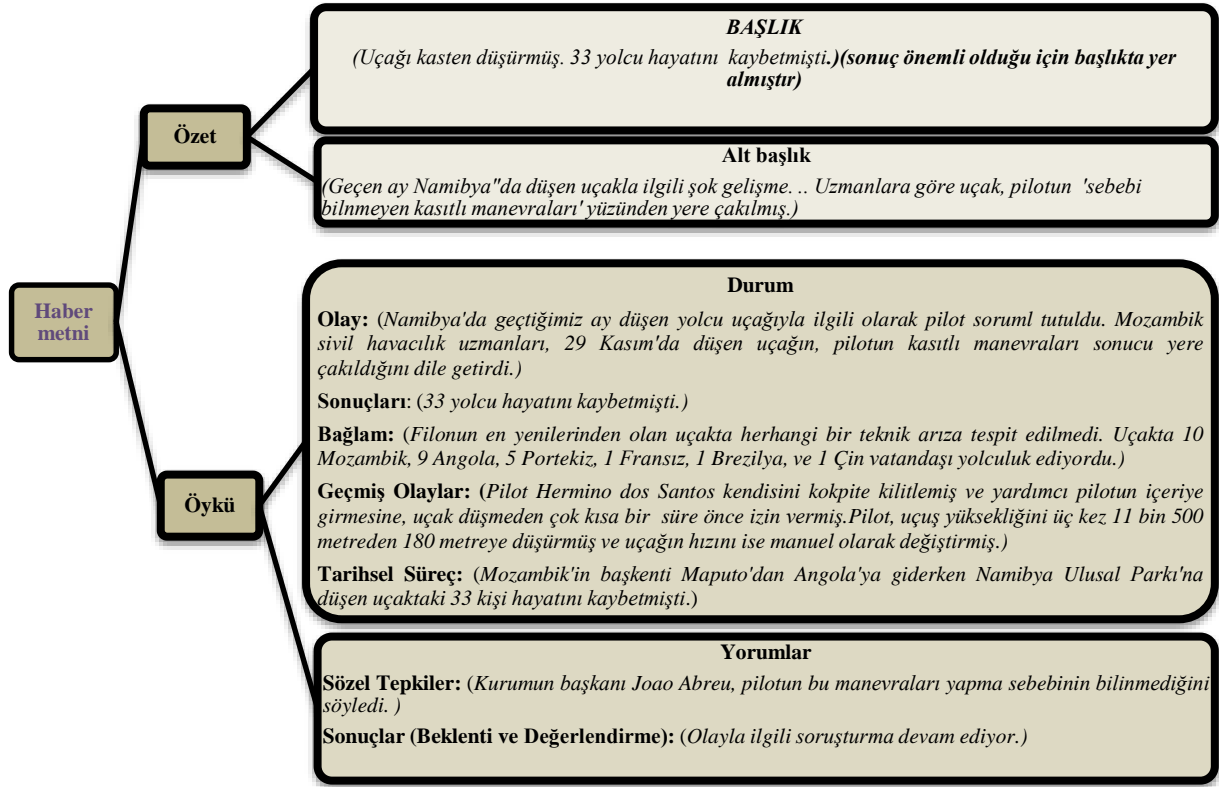 BAŞLIK
(Uçağı kasten düşürmüş. 33 yolcu hayatını kaybetmişti.)(sonuç önemli olduğu için başlıkta yer
almıştır)
Özet
Alt başlık
(Geçen ay Namibya"da düşen uçakla ilgili şok gelişme. .. Uzmanlara göre uçak, pilotun 'sebebi
bilnmeyen kasıtlı manevraları' yüzünden yere çakılmış.)
Haber
metni
Durum
Olay: (Namibya'da geçtiğimiz ay düşen yolcu uçağıyla ilgili olarak pilot soruml tutuldu. Mozambik
sivil havacılık uzmanları, 29 Kasım'da düşen uçağın, pilotun kasıtlı manevraları sonucu yere
çakıldığını dile getirdi.)
Sonuçları: (33 yolcu hayatını kaybetmişti.)
Bağlam: (Filonun en yenilerinden olan uçakta herhangi bir teknik arıza tespit edilmedi. Uçakta 10
Mozambik, 9 Angola, 5 Portekiz, 1 Fransız, 1 Brezilya, ve 1 Çin vatandaşı yolculuk ediyordu.)
Öykü
Geçmiş Olaylar: (Pilot Hermino dos Santos kendisini kokpite kilitlemiş ve yardımcı pilotun içeriye
girmesine, uçak düşmeden çok kısa bir süre önce izin vermiş.Pilot, uçuş yüksekliğini üç kez 11 bin 500
metreden 180 metreye düşürmüş ve uçağın hızını ise manuel olarak değiştirmiş.)
Tarihsel Süreç: (Mozambik'in başkenti Maputo'dan Angola'ya giderken Namibya Ulusal Parkı'na
düşen uçaktaki 33 kişi hayatını kaybetmişti.)
Yorumlar
Sözel Tepkiler: (Kurumun başkanı Joao Abreu, pilotun bu manevraları yapma sebebinin bilinmediğini
söyledi. )
Sonuçlar (Beklenti ve Değerlendirme): (Olayla ilgili soruşturma devam ediyor.)